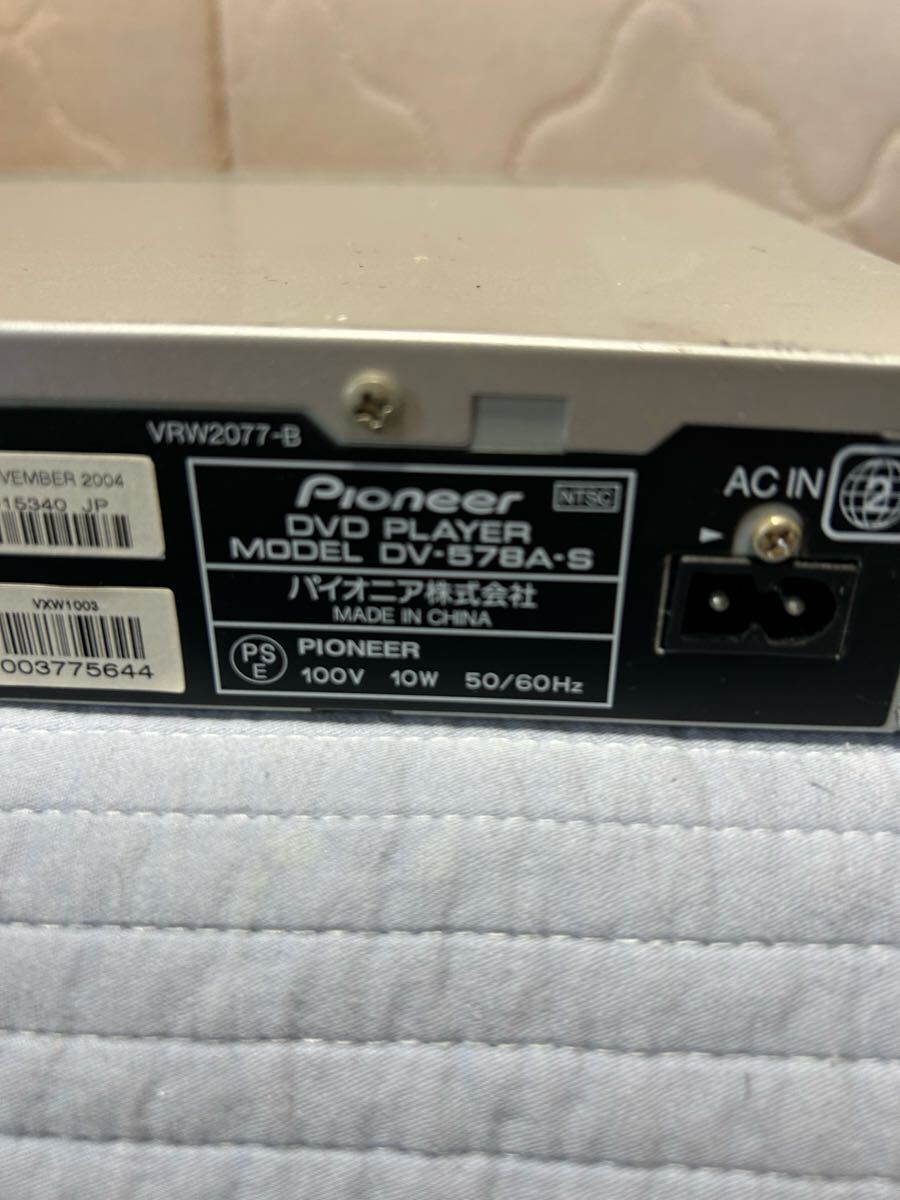 VRW2077-B
VEMBER 2004
15340 JP
VXW1003
003775644
Pioneer
NTSC
DVD PLAYER
MODEL DV-578A-S
パイオニア株式会社
MADE IN CHINA
PS
E
PIONEER
100V 10W 50/60Hz
AC IN
2